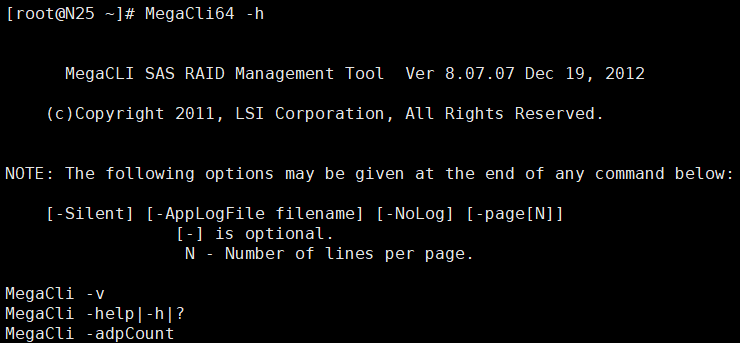 [root@N25 ~]# MegaCli64 -h
MegaCLI SAS RAID Management Tool  Ver 8.07.07 Dec 19, 2012
(c)Copyright 2011, LSI Corporation, All Rights Reserved.
NOTE: The following options may be given at the end of any command below:
[-Silent] [-AppLogFile filename] [-NoLog] [-page[N]]
[-] is optional.
N - Number of lines per page.
MegaCli -v
MegaCli -help|-h|?
MegaCli -adpCount